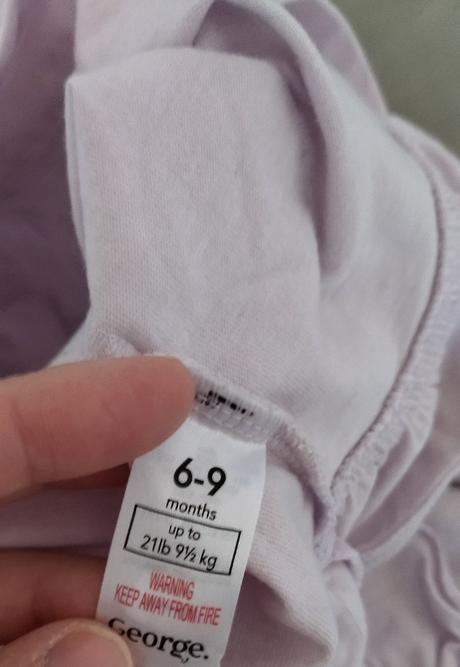 6-9
months
up to
21lb 9½ kg
WARNING
KEEP AWAY FROM FIRE
George.